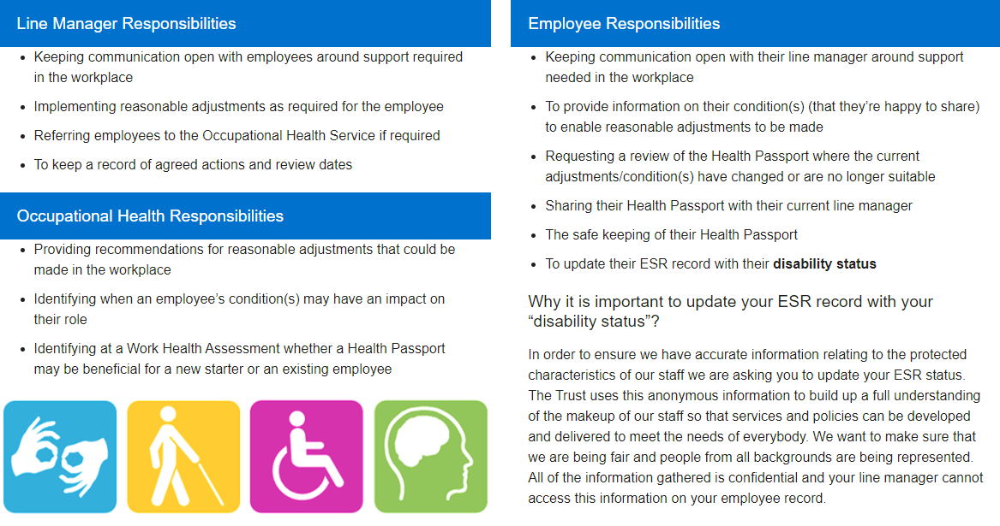 Line Manager Responsibilities
• Keeping communication open with employees around support required
in the workplace
• Implementing reasonable adjustments as required for the employee
• Referring employees to the Occupational Health Service if required
• To keep a record of agreed actions and review dates
Occupational Health Responsibilities
• Providing recommendations for reasonable adjustments that could be
made in the workplace
• Identifying when an employee’s condition(s) may have an impact on
their role
• Identifying at a Work Health Assessment whether a Health Passport
may be beneficial for a new starter or an existing employee
Employee Responsibilities
• Keeping communication open with their line manager around support
needed in the workplace
• To provide information on their condition(s) (that they’re happy to share)
to enable reasonable adjustments to be made
• Requesting a review of the Health Passport where the current
adjustments/condition(s) have changed or are no longer suitable
• Sharing their Health Passport with their current line manager
• The safe keeping of their Health Passport
• To update their ESR record with their disability status
Why it is important to update your ESR record with your
“disability status”?
In order to ensure we have accurate information relating to the protected
characteristics of our staff we are asking you to update your ESR status.
The Trust uses this anonymous information to build up a full understanding
of the makeup of our staff so that services and policies can be developed
and delivered to meet the needs of everybody. We want to make sure that
we are being fair and people from all backgrounds are being represented.
All of the information gathered is confidential and your line manager cannot
access this information on your employee record.